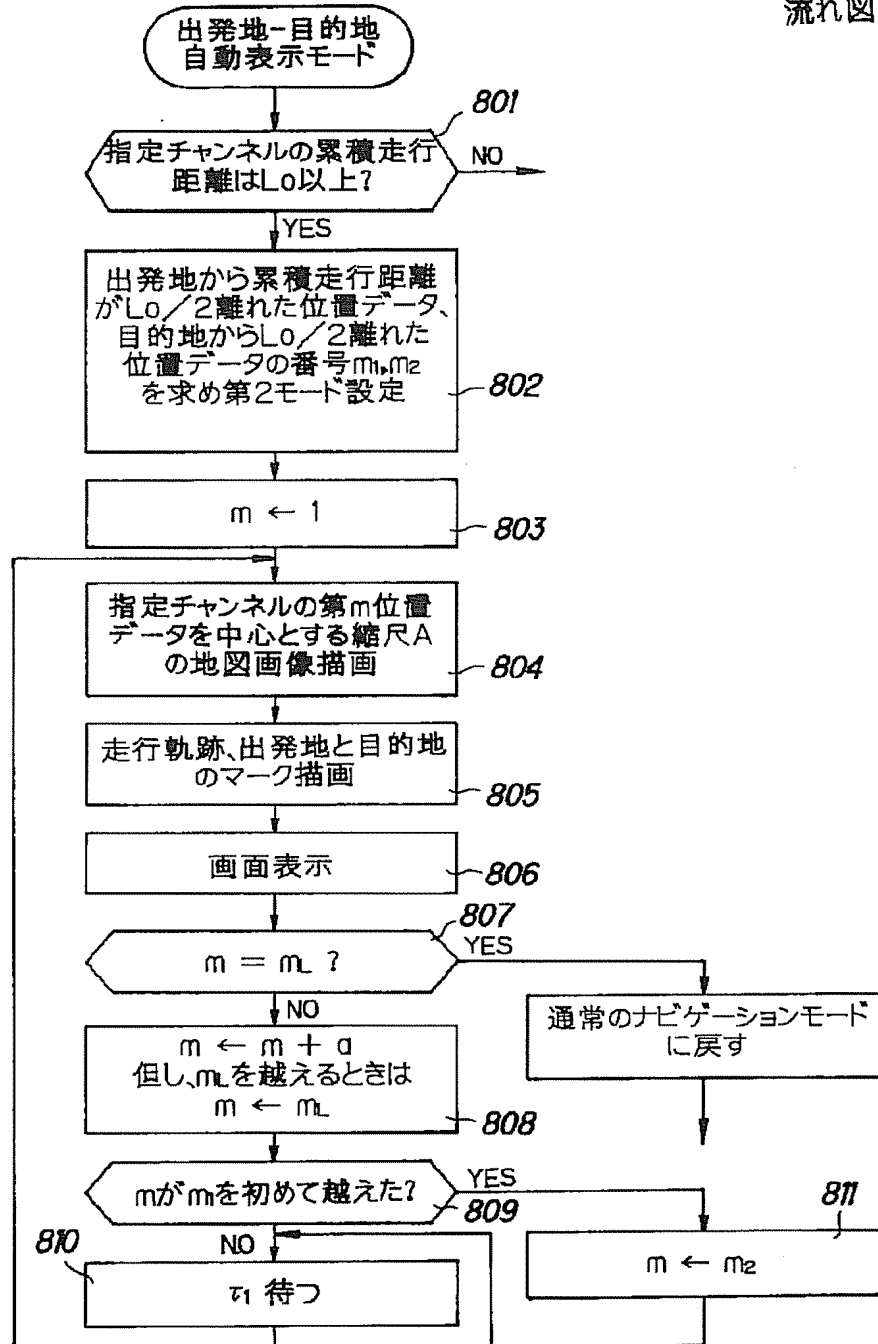 流れ図
出発地-目的地
自動表示モード
801
指定チャンネルの累積走行
距離はLo以上?
NO
YES
出発地から累積走行距離
がLo/2離れた位置データ、
目的地からLo/2離れた
位置データの番号m₁,m₂
を求め第2モード設定
802
m ← 1
803
指定チャンネルの第m位置
データを中心とする縮尺A
の地図画像描画
804
走行軌跡、出発地と目的地
のマーク描画
805
画面表示
806
807
m = mL ?
YES
NO
通常のナビゲーションモード
に戻す
m ← m + a
但し、mLを越えるときは
m ← mL
808
mがm₁を初めて越えた?
YES
809
NO
810
τ₁ 待つ
811
m ← m₂